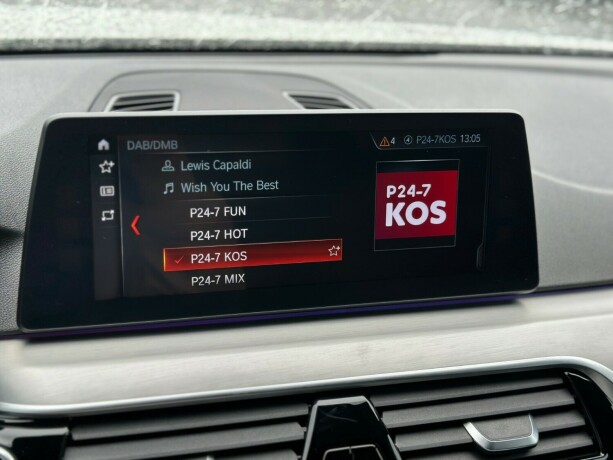 DAB/DMB
4 P24-7KOS 13:05
Lewis Capaldi
Wish You The Best
P24-7 FUN
P24-7 HOT
P24-7 KOS
P24-7 MIX
P24-7
KOS